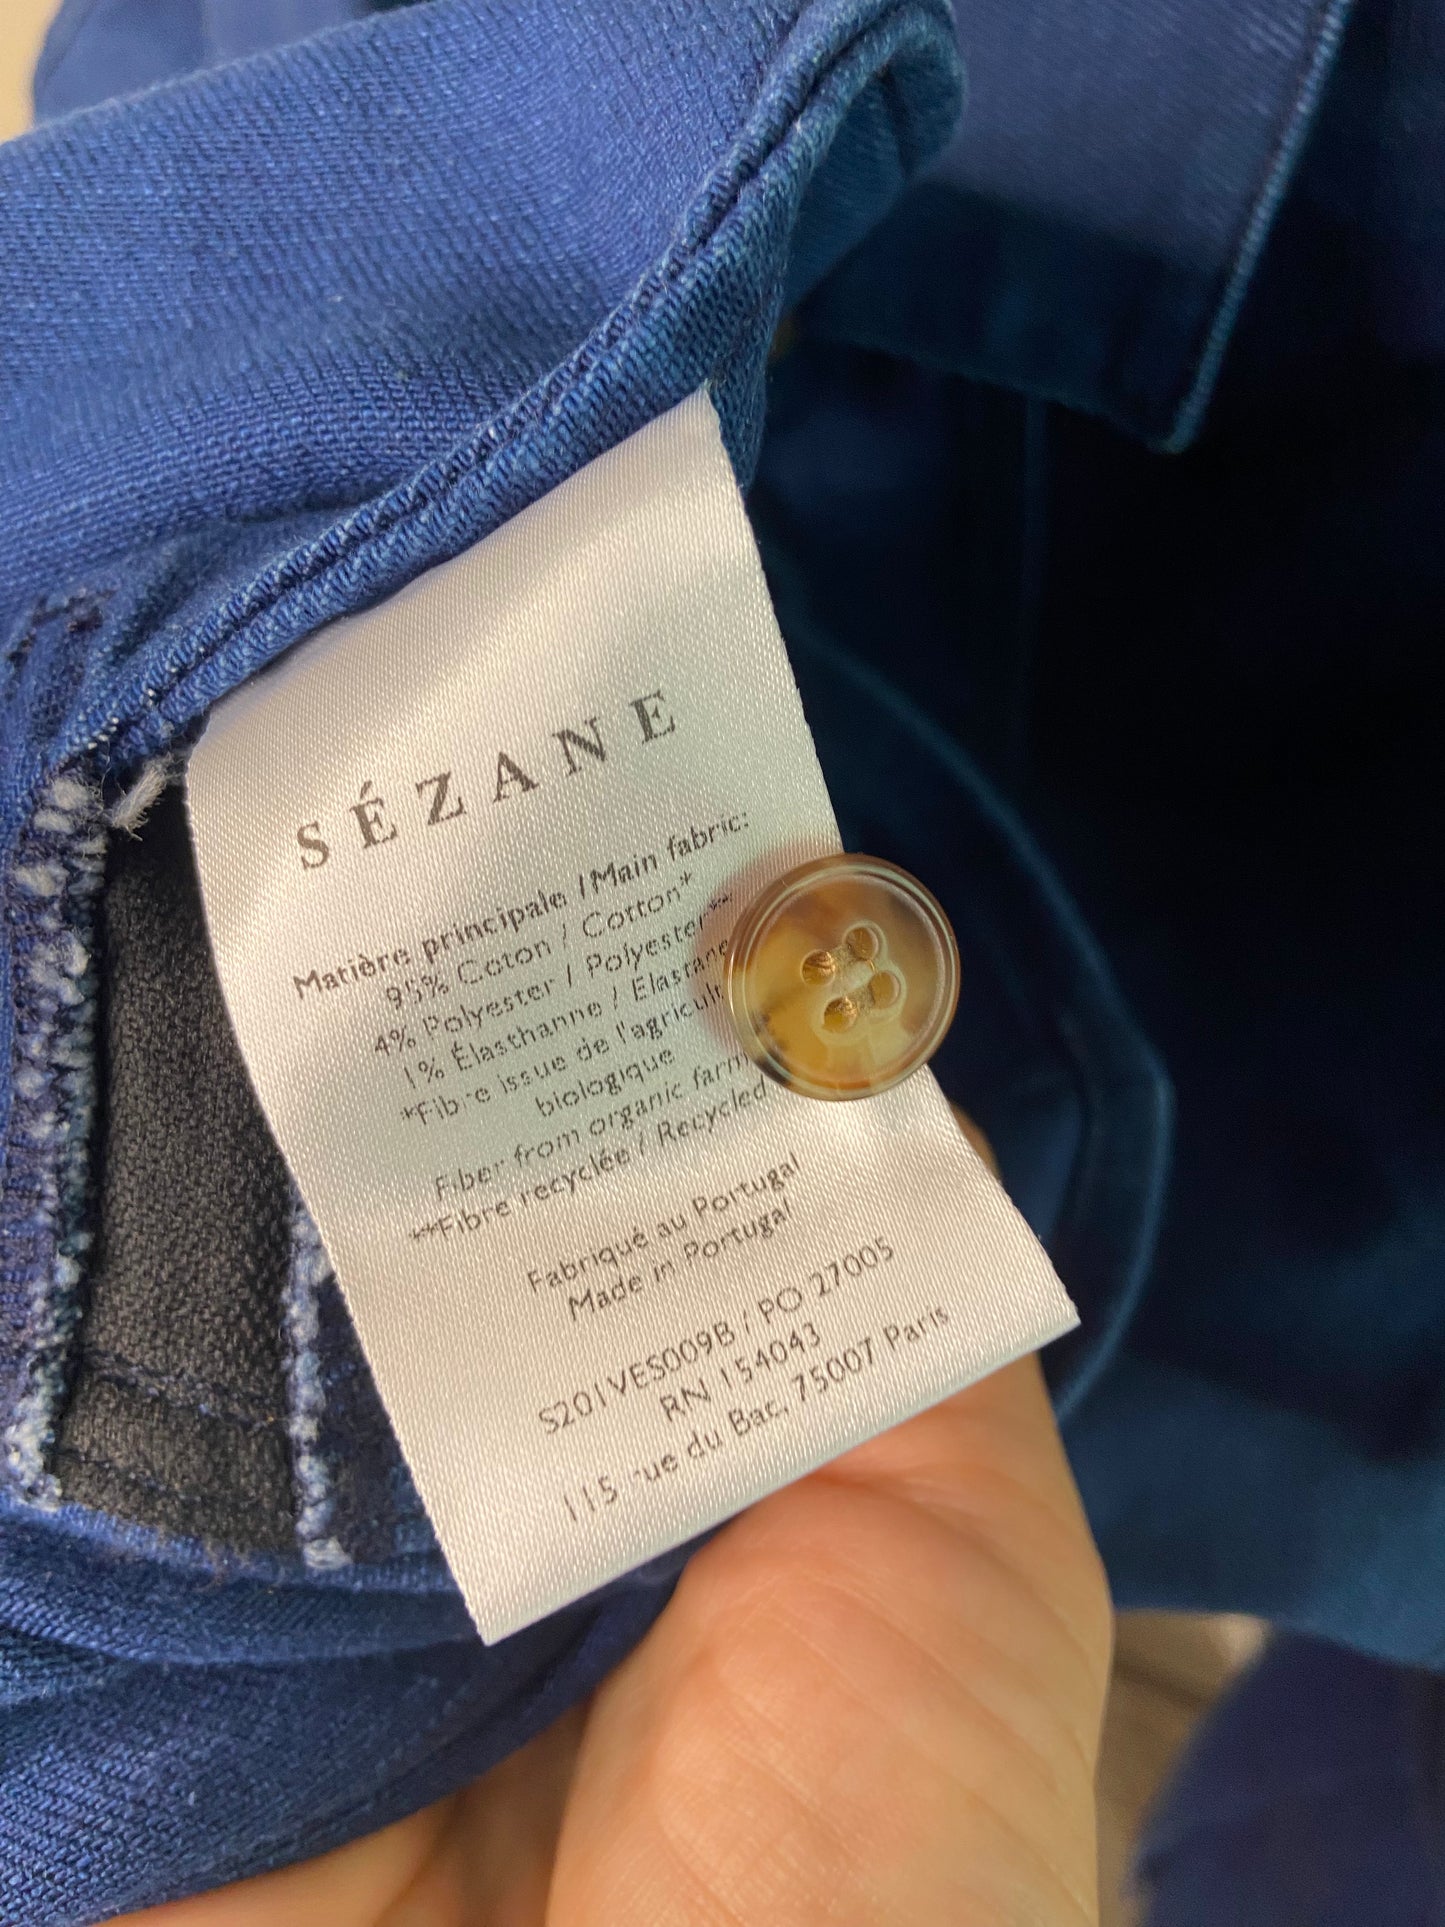 SÉZANE
Matière principale / Main fabric:
95% Coton / Cotton*
4% Polyester / Polyester**
1% Élasthanne / Elastane
*Fibre issue de l'agricult
biologique
Fiber from organic farm
**Fibre recyclée / Recycled
Fabriqué au Portugal
Made in Portugal
S201VES009B / PO 27005
RN 154043
115 rue du Bac, 75007 Paris